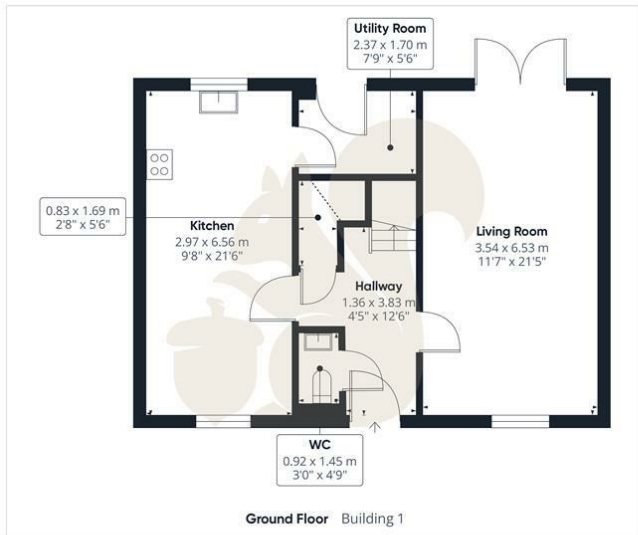 Utility Room
2.37 x 1.70 m
7'9" x 5'6"
0.83 x 1.69 m
2'8" x 5'6"
Kitchen
2.97 x 6.56 m
9'8" x 21'6"
Living Room
3.54 x 6.53 m
11'7" x 21'5"
Hallway
1.36 x 3.83 m
4'5" x 12'6"
WC
0.92 x 1.45 m
3'0" x 4'9"
Ground Floor Building 1